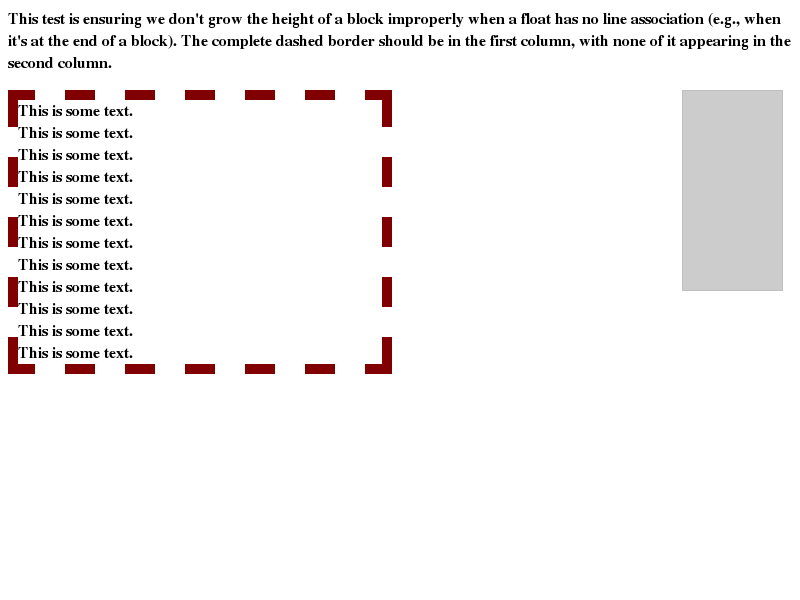 This test is ensuring we don't grow the height of a block improperly when a float has no line association (e.g., when
it's at the end of a block). The complete dashed border should be in the first column, with none of it appearing in the
second column.
This is some text.
This is some text.
This is some text.
This is some text.
This is some text.
This is some text.
This is some text.
This is some text.
This is some text.
This is some text.
This is some text.
This is some text.